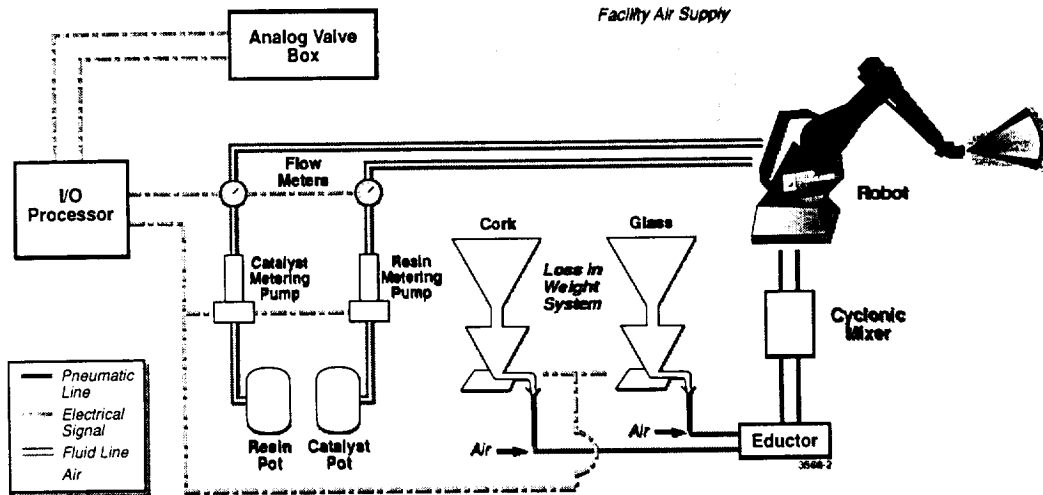 Facility Air Supply
Analog Valve
Box
I/O
Processor
Flow
Meters
Robot
Cork
Glass
Catalyst
Metering
Pump
Resin
Metering
Pump
Loss in
Weight
System
Cyclonic
Mixer
Pneumatic
Line
Electrical
Signal
Fluid Line
Air
Resin
Pot
Catalyst
Pot
Air
Air
Eductor
3568-2